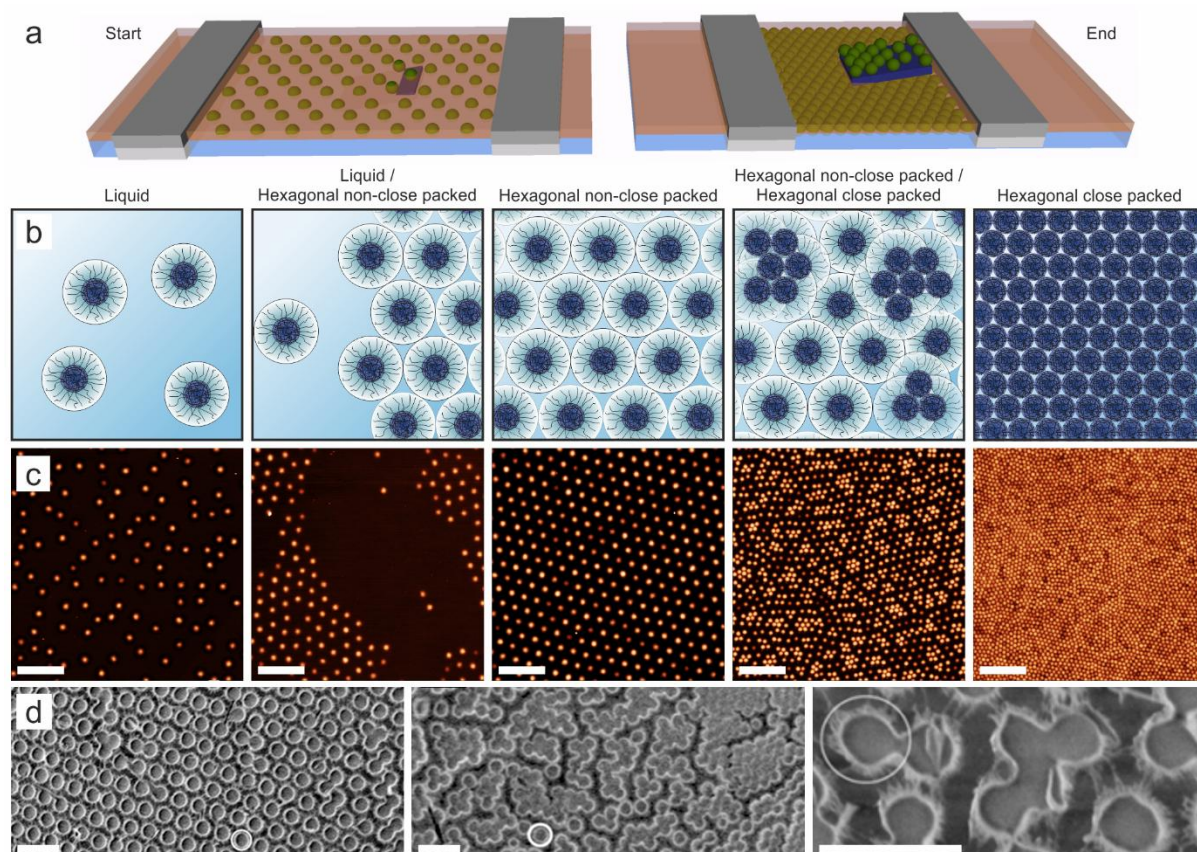 a
Start
End
Liquid
Liquid /
Hexagonal non-close packed
Hexagonal non-close packed
Hexagonal non-close packed /
Hexagonal close packed
Hexagonal close packed
b
c
d